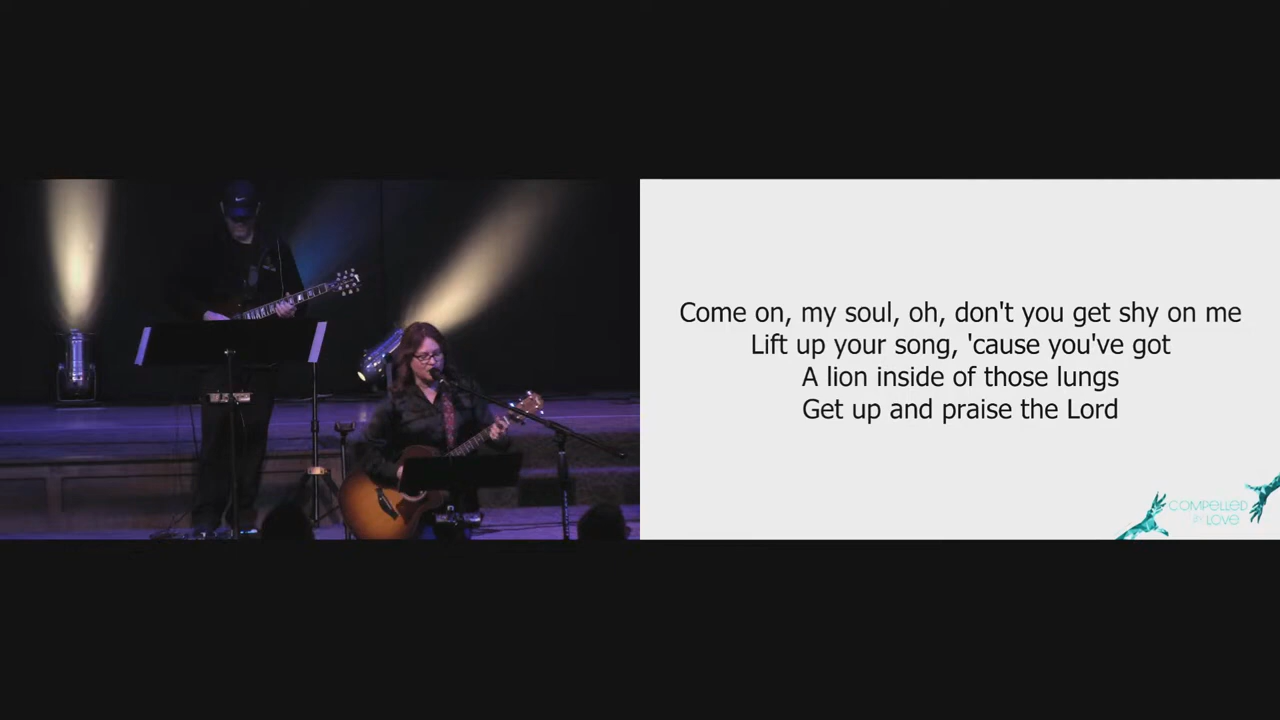 Come on, my soul, oh, don't you get shy on me
Lift up your song, 'cause you've got
A lion inside of those lungs
Get up and praise the Lord
COMPELLED
LOVE